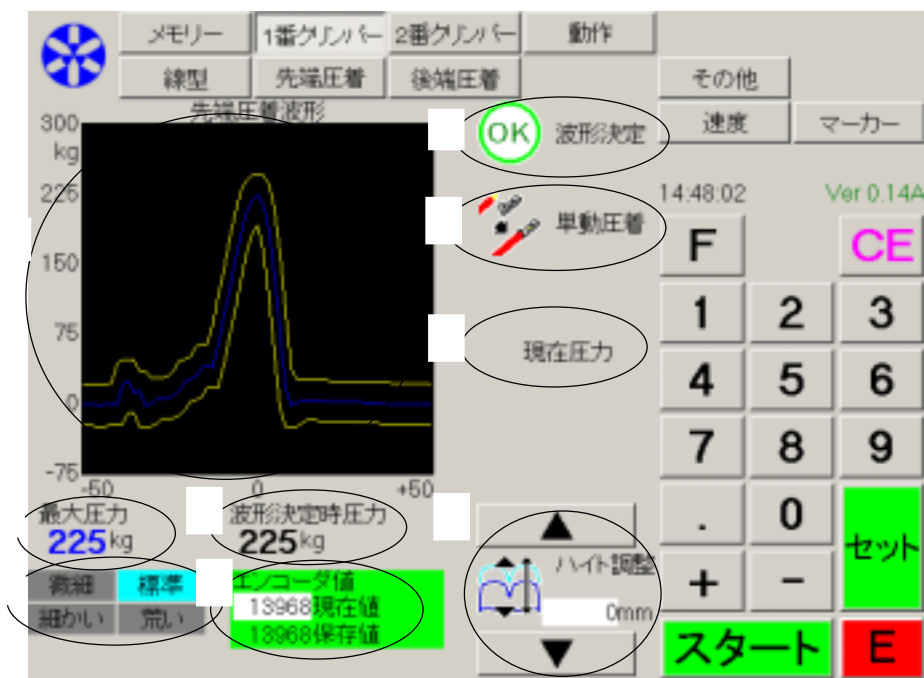 メモリー 1番クリンパー 2番クリンパー 動作
線型 先端圧着 後端圧着 その他
先端圧着波形
速度 マーカー
300
kg
225
150
75
0
-75
-50 0 +50
OK 波形決定
単動圧着
現在圧力
14:48:02 Ver 0.14A
F CE
1 2 3
4 5 6
7 8 9
. 0 セット
+ -
スタート E
最大圧力
225kg
波形決定時圧力
225kg
微細 標準
細かい 荒い
エンコーダ値
13968現在値
13968保存値
ハイト調整
0mm